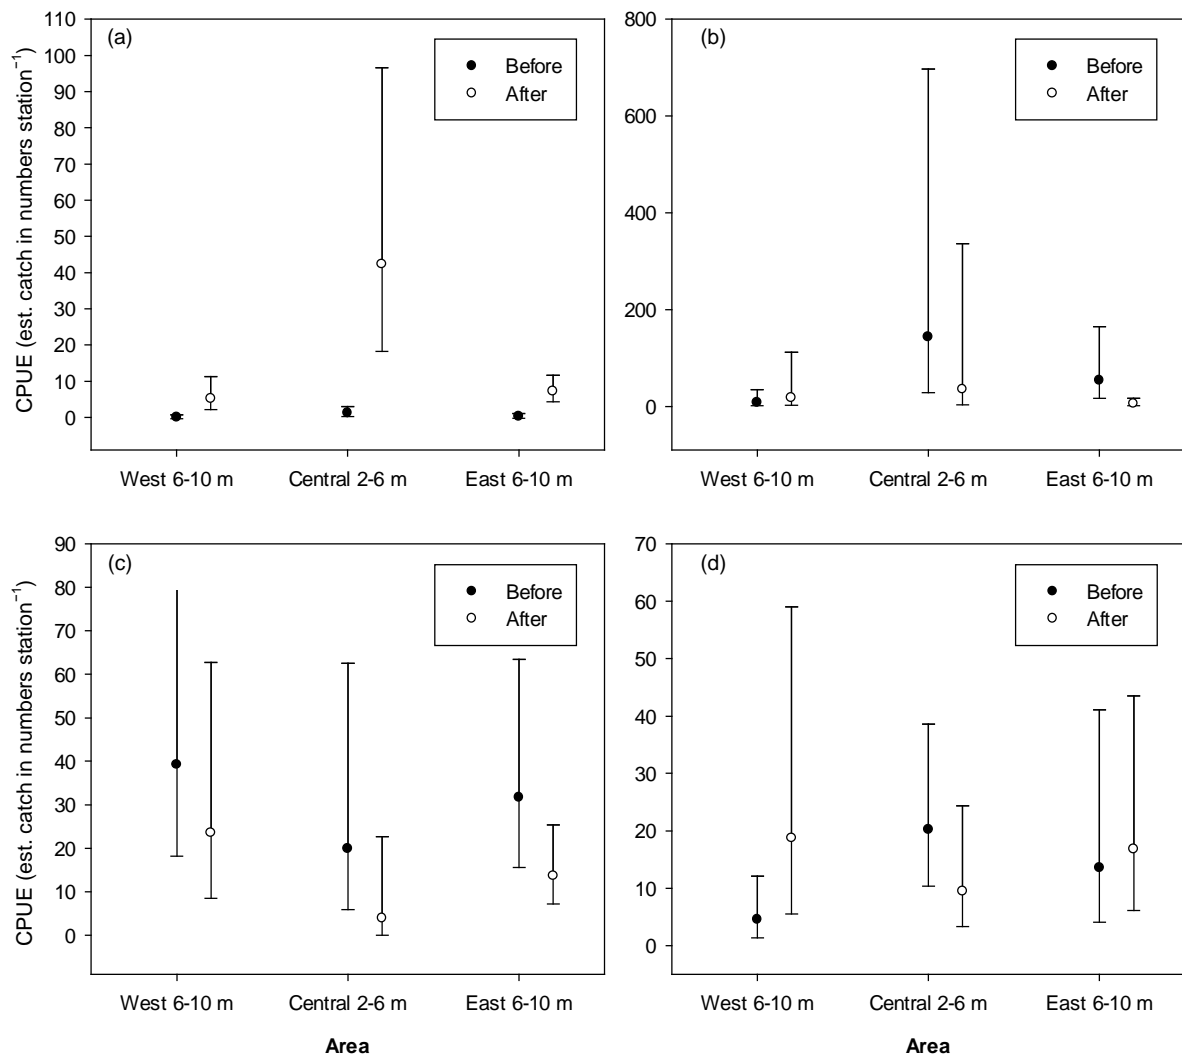 (a)
Before
After
110
100
90
80
70
60
50
40
30
20
10
0
CPUE (est. catch in numbers station⁻¹)
West 6-10 m Central 2-6 m East 6-10 m
(b)
Before
After
800
600
400
200
0
West 6-10 m Central 2-6 m East 6-10 m
(c)
Before
After
90
80
70
60
50
40
30
20
10
0
CPUE (est. catch in numbers station⁻¹)
West 6-10 m Central 2-6 m East 6-10 m
Area
(d)
Before
After
70
60
50
40
30
20
10
0
West 6-10 m Central 2-6 m East 6-10 m
Area